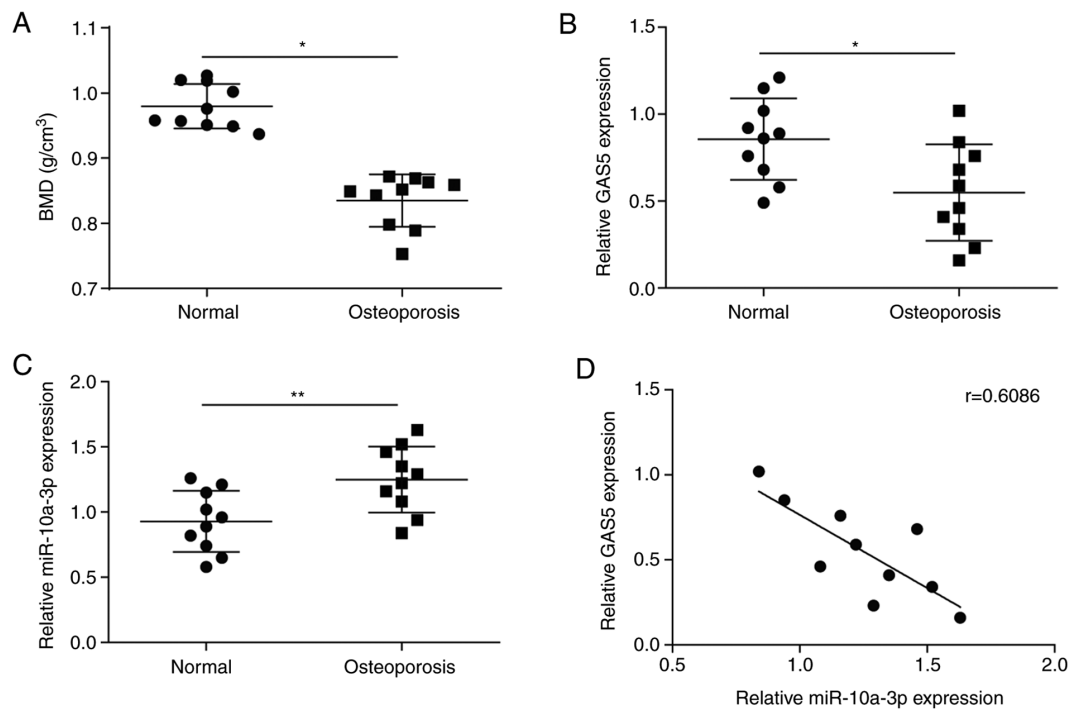 A
BMD (g/cm³)
1.1
1.0
0.9
0.8
0.7
*
Normal
Osteoporosis
B
Relative GAS5 expression
1.5
1.0
0.5
0.0
*
Normal
Osteoporosis
C
Relative miR-10a-3p expression
2.0
1.5
1.0
0.5
0.0
**
Normal
Osteoporosis
D
Relative GAS5 expression
1.5
1.0
0.5
0.0
r=0.6086
0.5
1.0
1.5
2.0
Relative miR-10a-3p expression